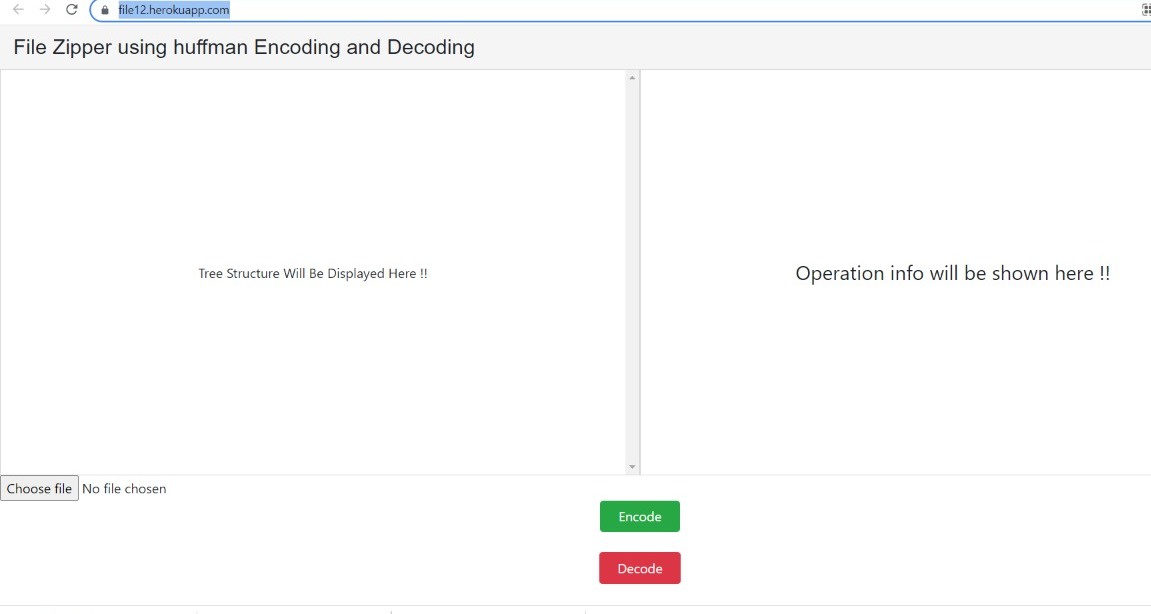 file12.herokuapp.com
File Zipper using huffman Encoding and Decoding
Tree Structure Will Be Displayed Here !!
Operation info will be shown here !!
Choose file No file chosen
Encode
Decode